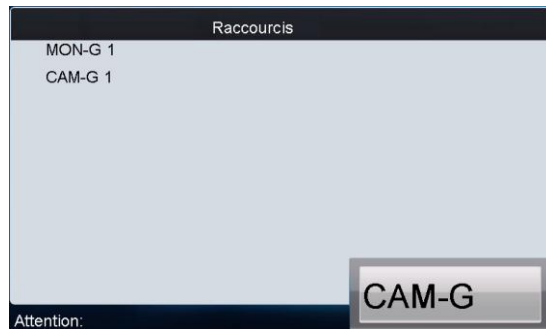 Raccourcis
MON-G 1
CAM-G 1
CAM-G
Attention: